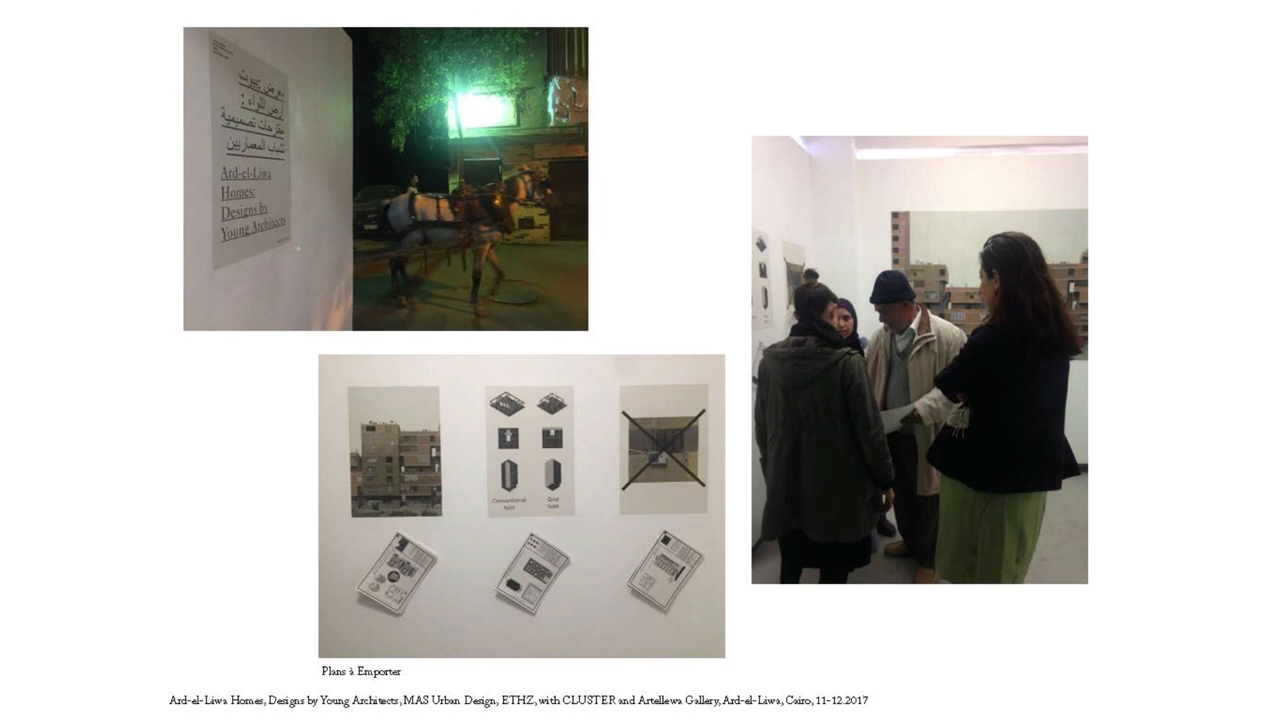 معرض :بيوت
أرض اللواء :
مقترحات تصميمية
لشباب المعماريين
Ard-el-Liwa
Homes:
Designs by
Young Architects
Conventional
type
Grid
type
Plans à Emporter
Ard-el-Liwa Homes, Designs by Young Architects, MAS Urban Design, ETHZ, with CLUSTER and Artellewa Gallery, Ard-el-Liwa, Cairo, 11-12.2017